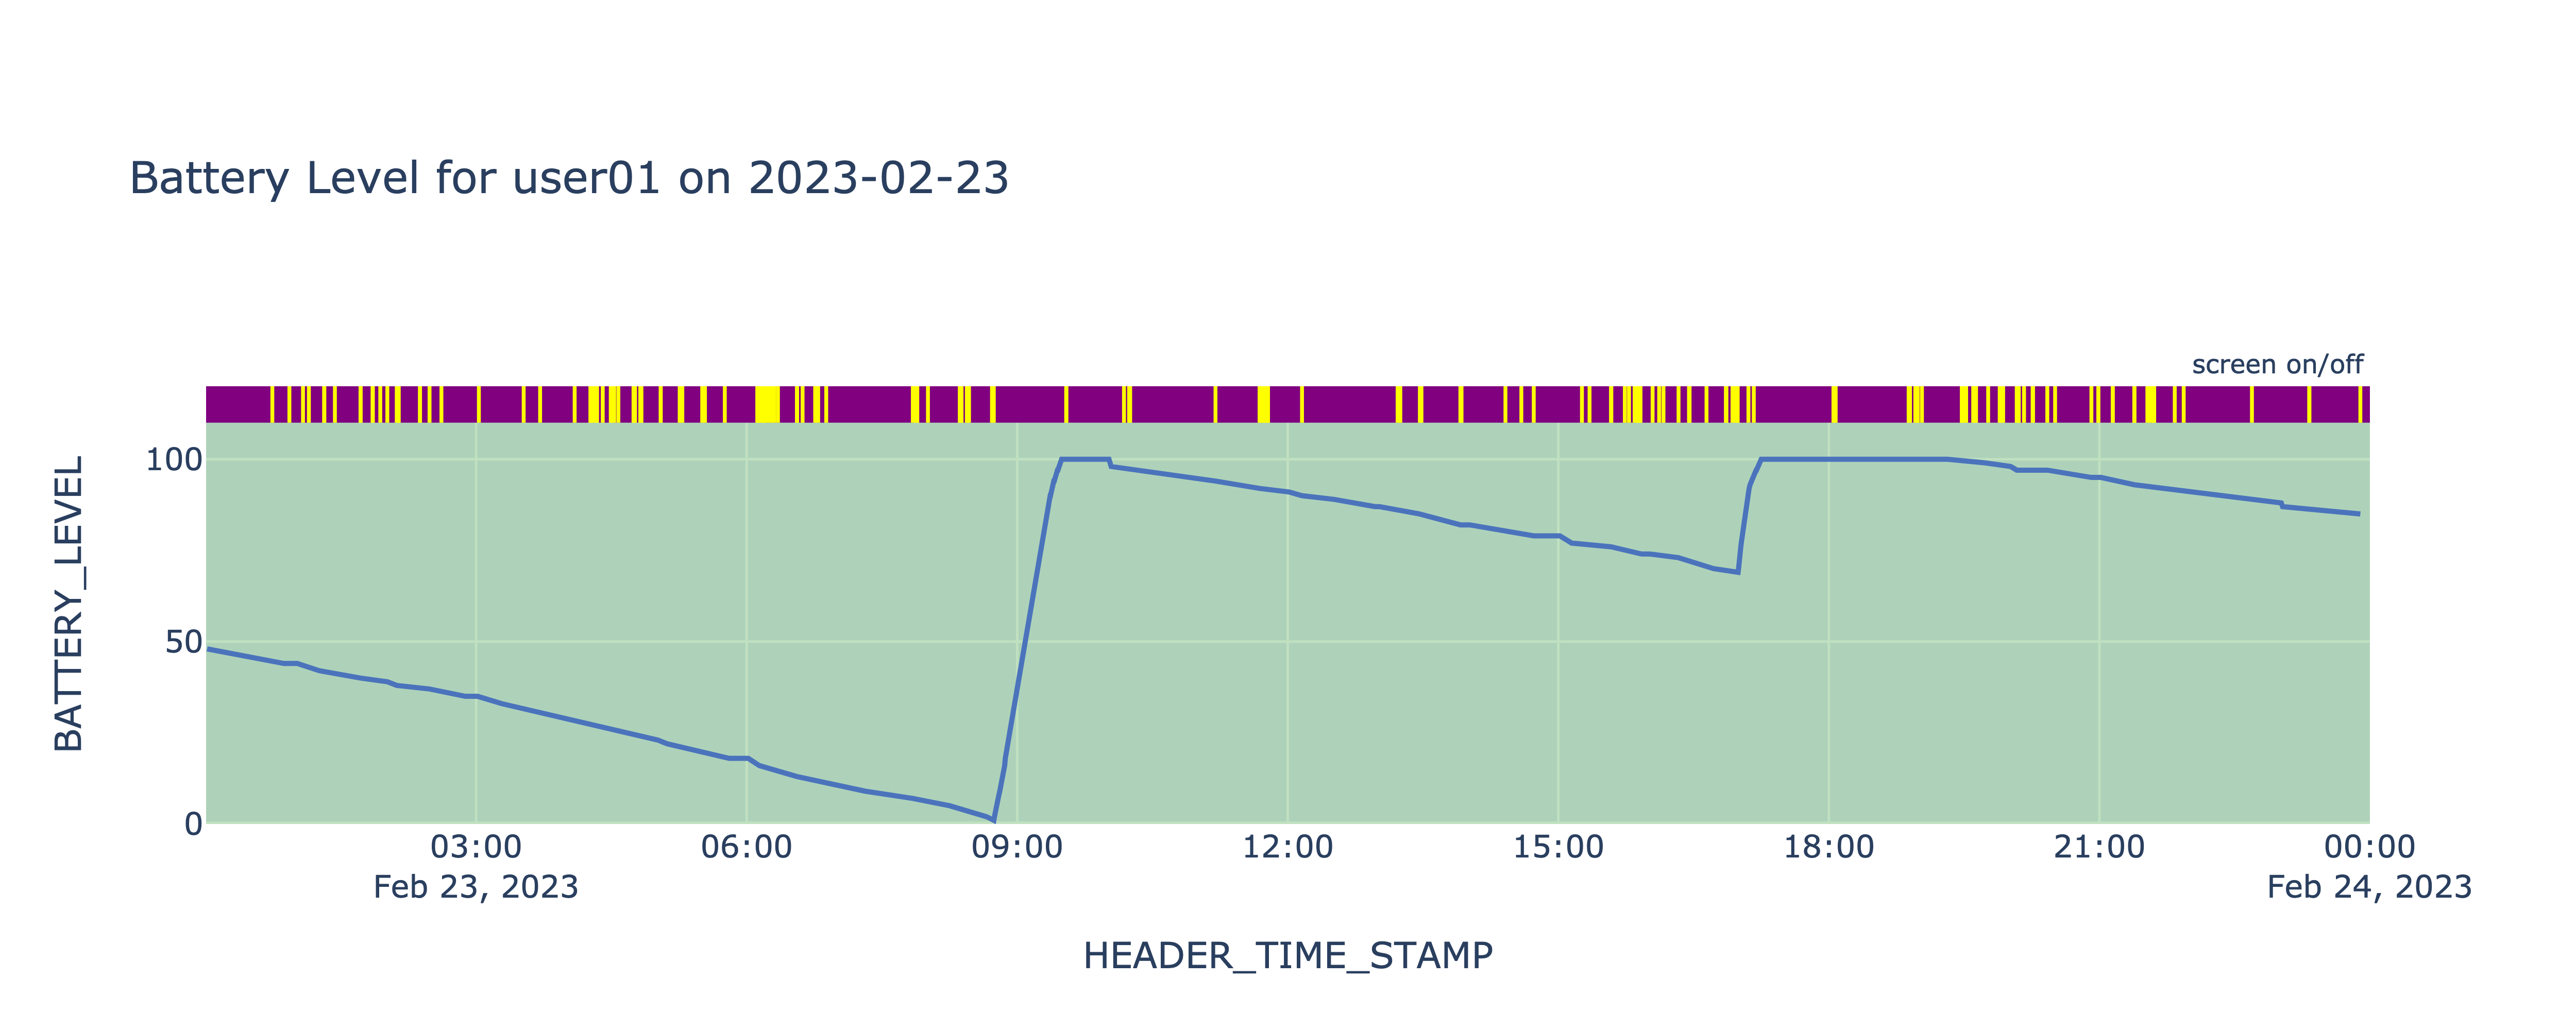 Battery Level for user01 on 2023-02-23
screen on/off
BATTERY_LEVEL
100
50
0
03:00 06:00 09:00 12:00 15:00 18:00 21:00 00:00
Feb 23, 2023 Feb 24, 2023
HEADER_TIME_STAMP